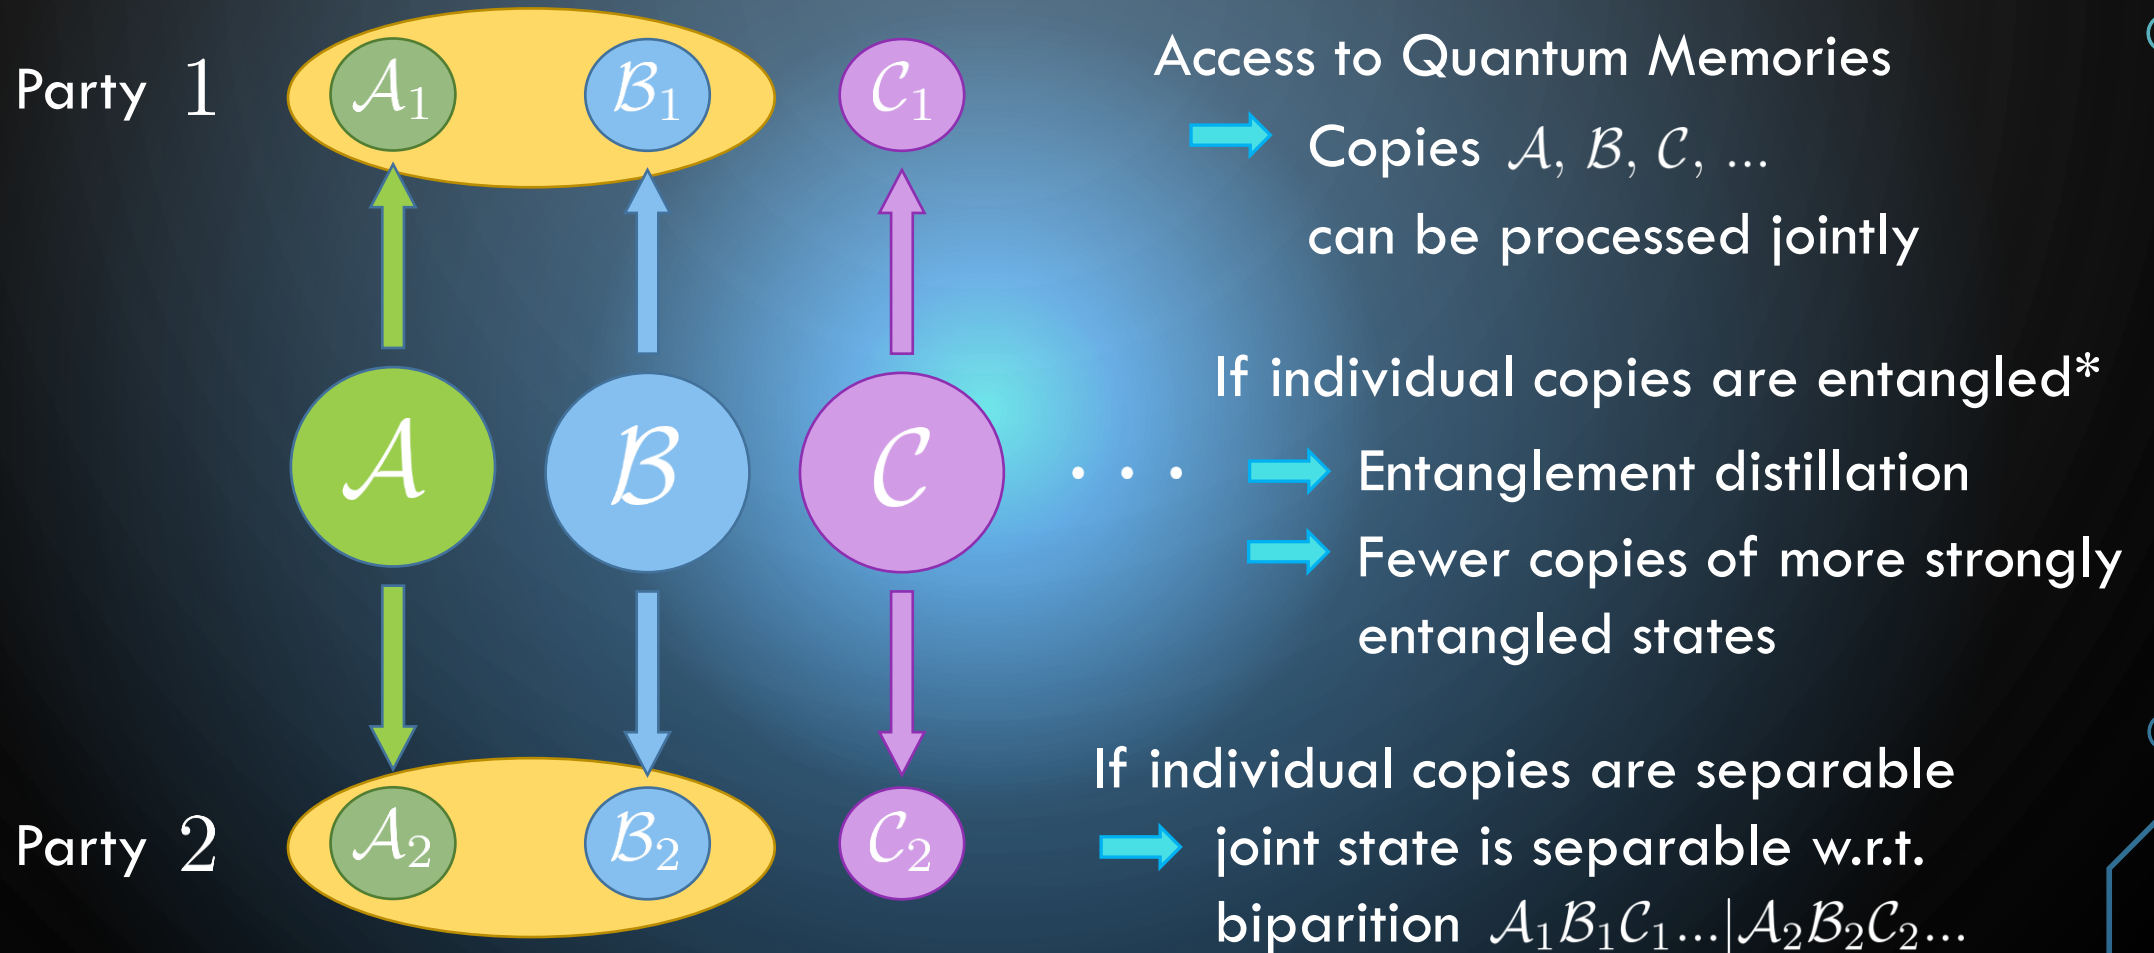 Party 1
𝒜₁ ℬ₁ 𝒞₁
𝒜 ℬ 𝒞 . . .
Party 2
𝒜₂ ℬ₂ 𝒞₂
Access to Quantum Memories
Copies 𝒜, ℬ, 𝒞, ...
can be processed jointly
If individual copies are entangled*
Entanglement distillation
Fewer copies of more strongly
entangled states
If individual copies are separable
joint state is separable w.r.t.
biparition 𝒜₁ℬ₁𝒞₁...|𝒜₂ℬ₂𝒞₂...